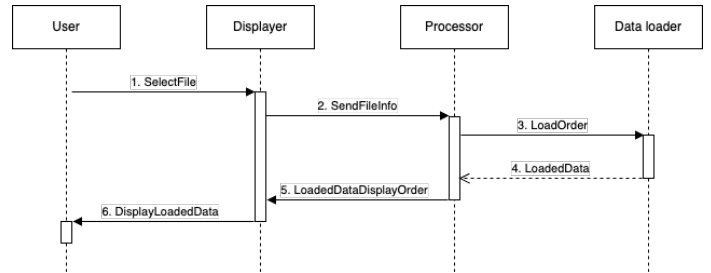 User
Displayer
Processor
Data loader
1. SelectFile
2. SendFileInfo
3. LoadOrder
4. LoadedData
5. LoadedDataDisplayOrder
6. DisplayLoadedData